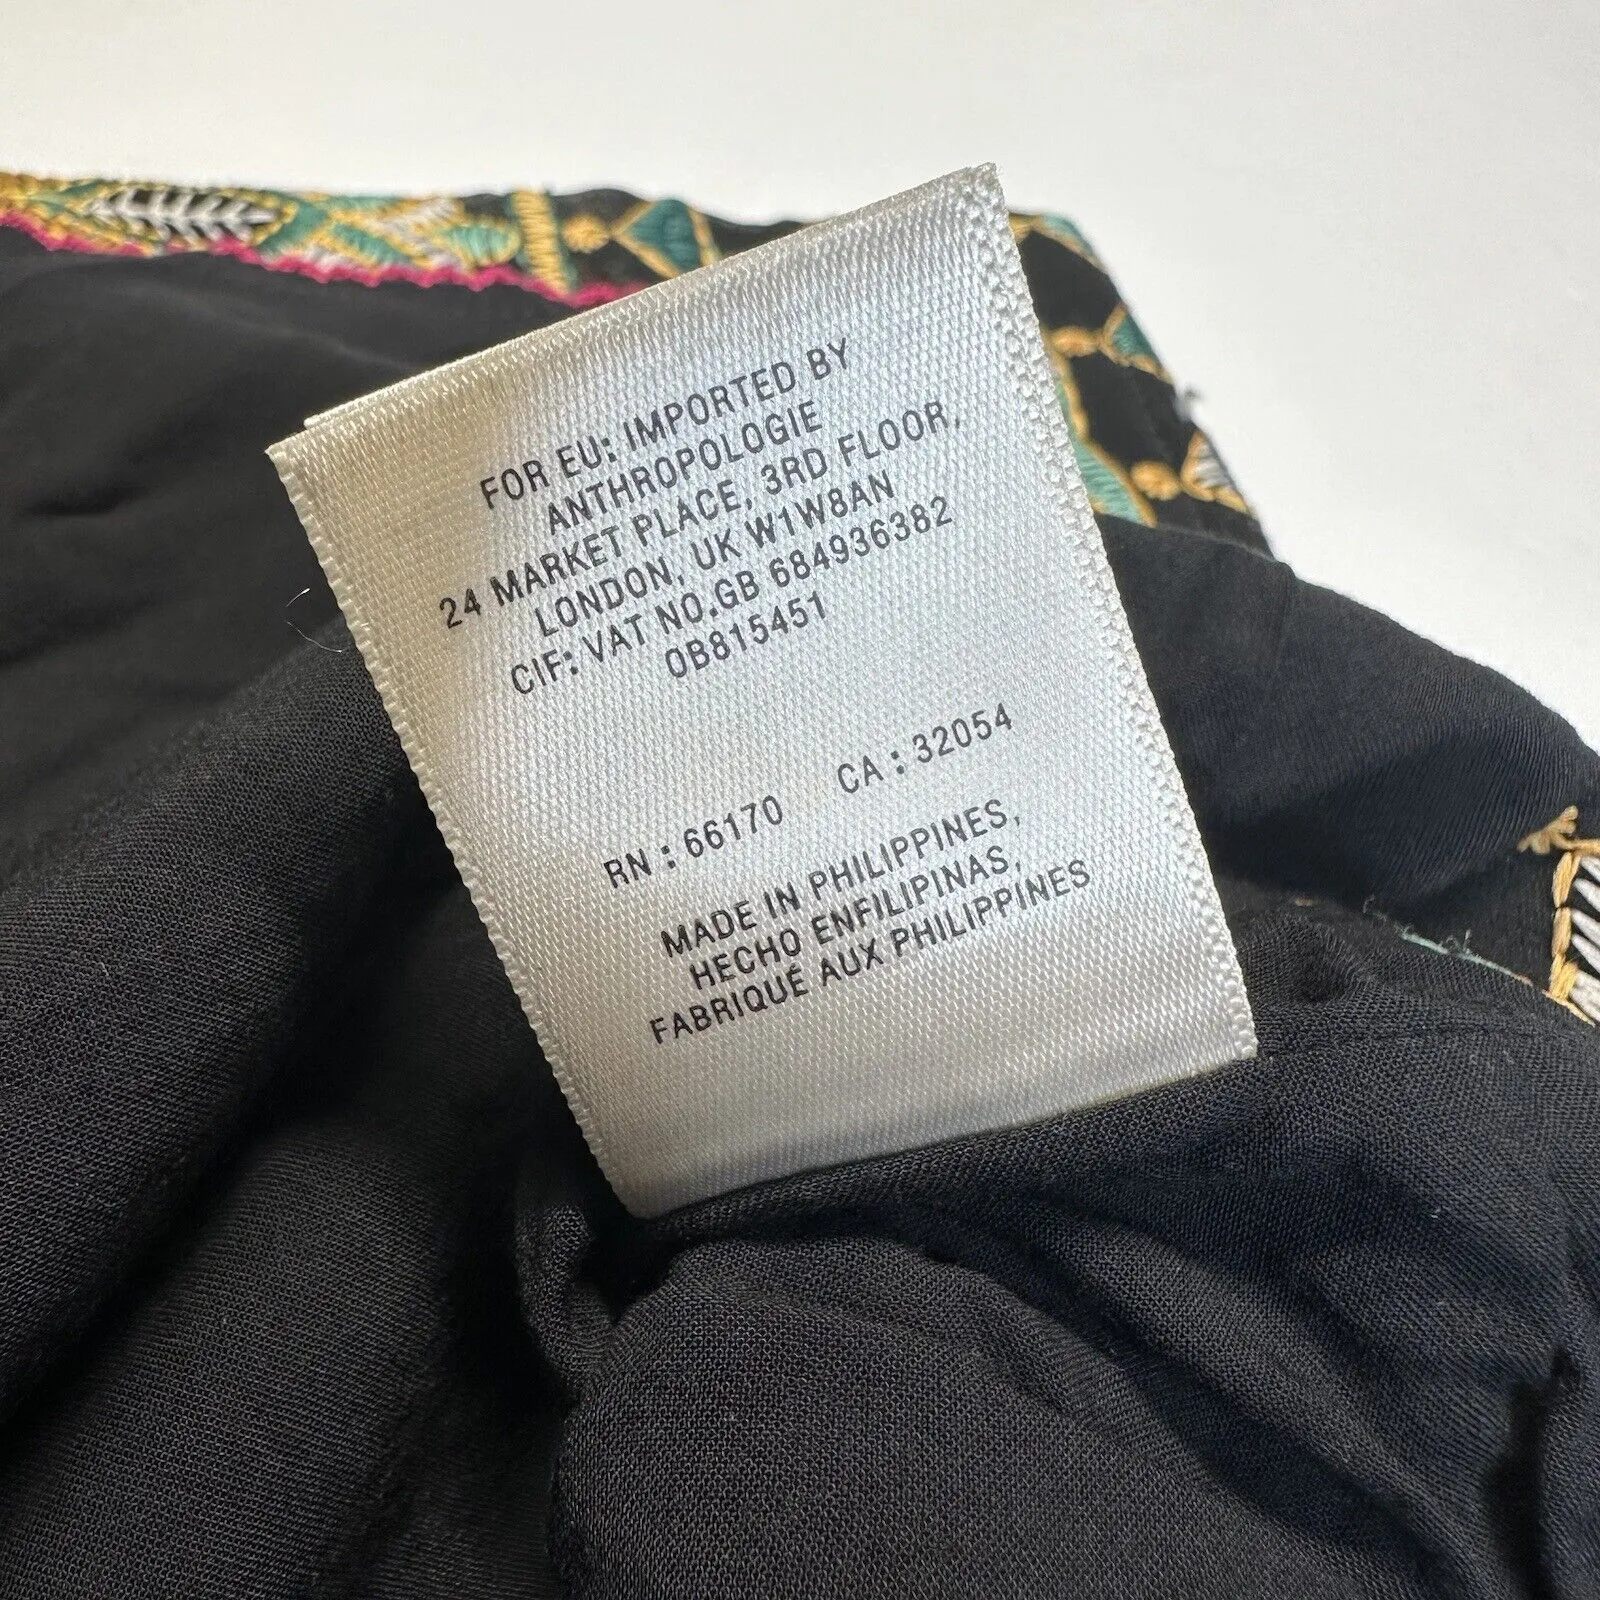 FOR EU: IMPORTED BY
ANTHROPOLOGIE
24 MARKET PLACE, 3RD FLOOR,
LONDON, UK W1W8AN
CIF: VAT NO.GB 684936382
0B815451
RN : 66170 CA : 32054
MADE IN PHILIPPINES,
HECHO ENFILIPINAS,
FABRIQUÉ AUX PHILIPPINES